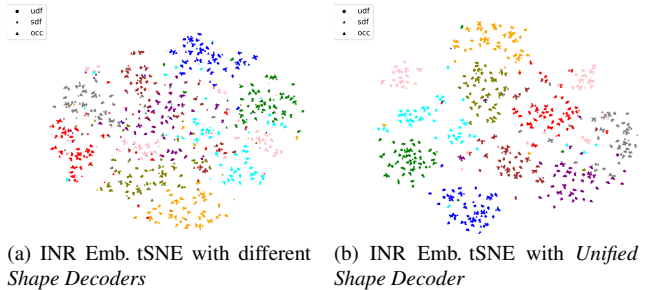 udf
sdf
occ
udf
sdf
occ
(a) INR Emb. tSNE with different
Shape Decoders
(b) INR Emb. tSNE with Unified
Shape Decoder